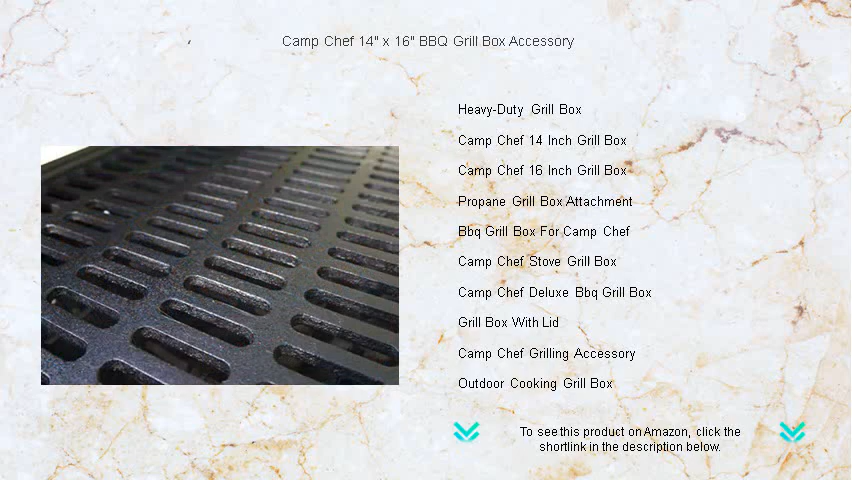 Camp Chef 14" x 16" BBQ Grill Box Accessory
Heavy-Duty Grill Box
Camp Chef 14 Inch Grill Box
Camp Chef 16 Inch Grill Box
Propane Grill Box Attachment
Bbq Grill Box For Camp Chef
Camp Chef Stove Grill Box
Camp Chef Deluxe Bbq Grill Box
Grill Box With Lid
Camp Chef Grilling Accessory
Outdoor Cooking Grill Box
To see this product on Amazon, click the
shortlink in the description below.